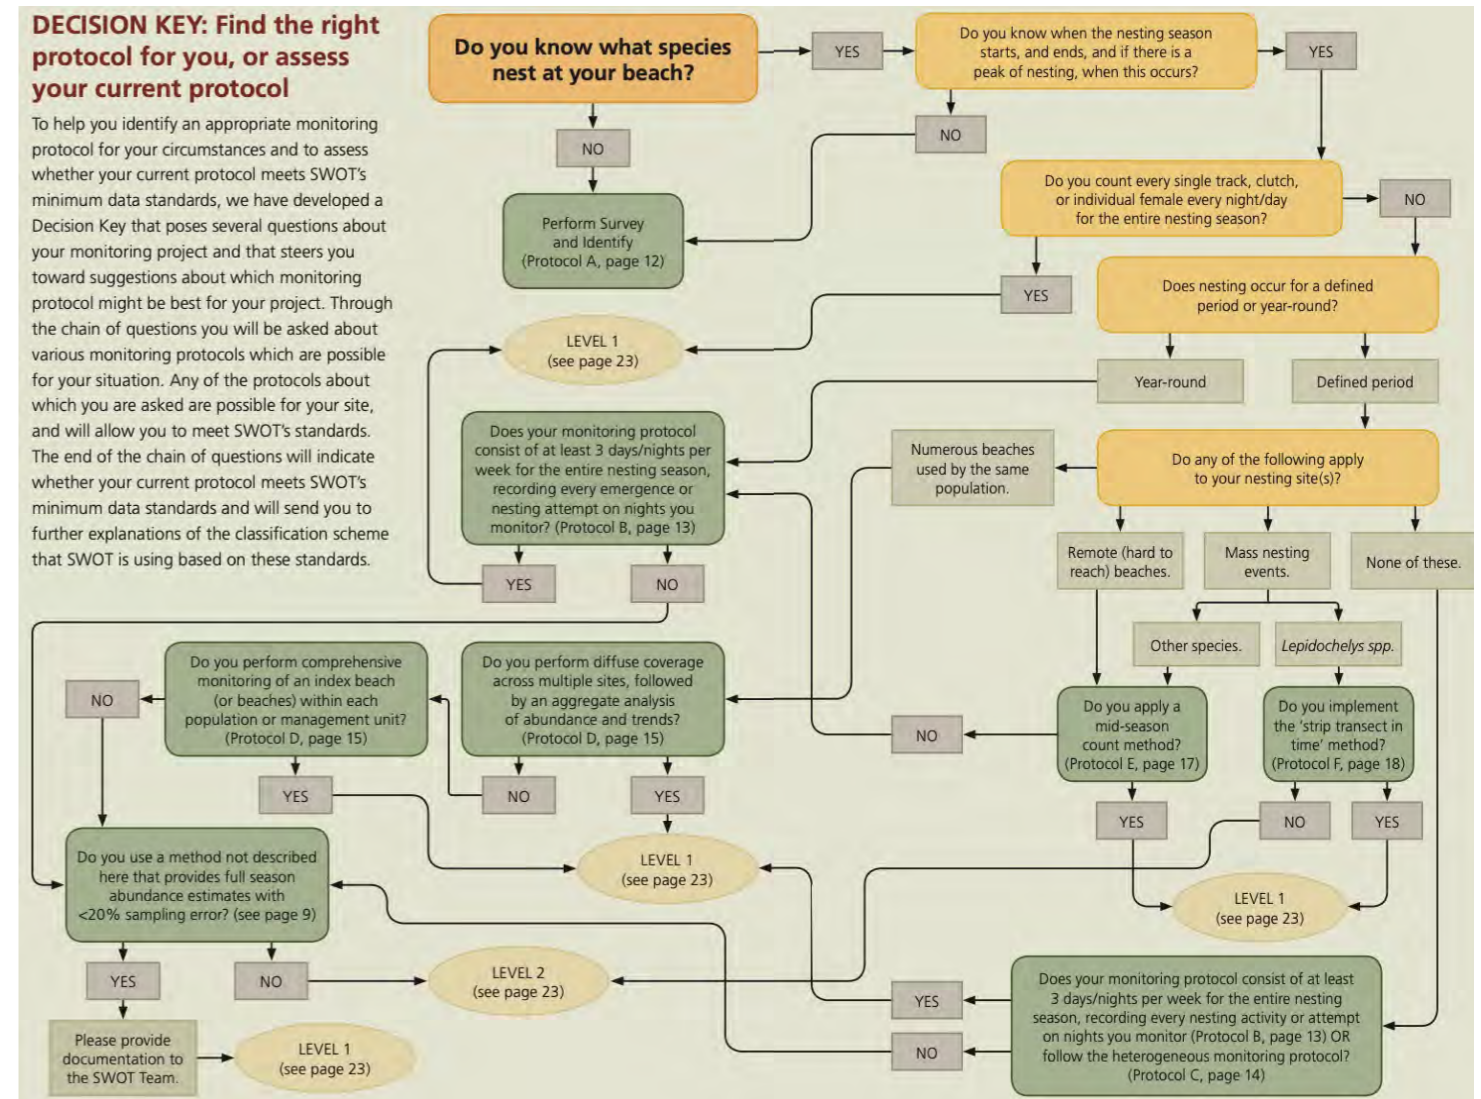 DECISION KEY: Find the right
protocol for you, or assess
your current protocol
To help you identify an appropriate monitoring
protocol for your circumstances and to assess
whether your current protocol meets SWOT's
minimum data standards, we have developed a
Decision Key that poses several questions about
your monitoring project and that steers you
toward suggestions about which monitoring
protocol might be best for your project. Through
the chain of questions you will be asked about
various monitoring protocols which are possible
for your situation. Any of the protocols about
which you are asked are possible for your site,
and will allow you to meet SWOT's standards.
The end of the chain of questions will indicate
whether your current protocol meets SWOT's
minimum data standards and will send you to
further explanations of the classification scheme
that SWOT is using based on these standards.
Do you know what species
nest at your beach?
YES
Do you know when the nesting season
starts, and ends, and if there is a
peak of nesting, when this occurs?
YES
NO
NO
Perform Survey
and Identify
(Protocol A, page 12)
Do you count every single track, clutch,
or individual female every night/day
for the entire nesting season?
NO
YES
Does nesting occur for a defined
period or year-round?
LEVEL 1
(see page 23)
Year-round
Defined period
Does your monitoring protocol
consist of at least 3 days/nights per
week for the entire nesting season,
recording every emergence or
nesting attempt on nights you
monitor? (Protocol B, page 13)
Numerous beaches
used by the same
population.
Do any of the following apply
to your nesting site(s)?
YES
NO
Remote (hard to
reach) beaches.
Mass nesting
events.
None of these.
Other species.
Lepidochelys spp.
NO
Do you perform comprehensive
monitoring of an index beach
(or beaches) within each
population or management unit?
(Protocol D, page 15)
Do you perform diffuse coverage
across multiple sites, followed
by an aggregate analysis
of abundance and trends?
(Protocol D, page 15)
NO
Do you apply a
mid-season
count method?
(Protocol E, page 17)
Do you implement
the 'strip transect in
time' method?
(Protocol F, page 18)
YES
NO
YES
YES
NO
YES
Do you use a method not described
here that provides full season
abundance estimates with
<20% sampling error? (see page 9)
LEVEL 1
(see page 23)
LEVEL 1
(see page 23)
YES
NO
LEVEL 2
(see page 23)
YES
NO
Does your monitoring protocol consist of at least
3 days/nights per week for the entire nesting
season, recording every nesting activity or attempt
on nights you monitor (Protocol B, page 13) OR
follow the heterogeneous monitoring protocol?
(Protocol C, page 14)
Please provide
documentation to
the SWOT Team.
LEVEL 1
(see page 23)